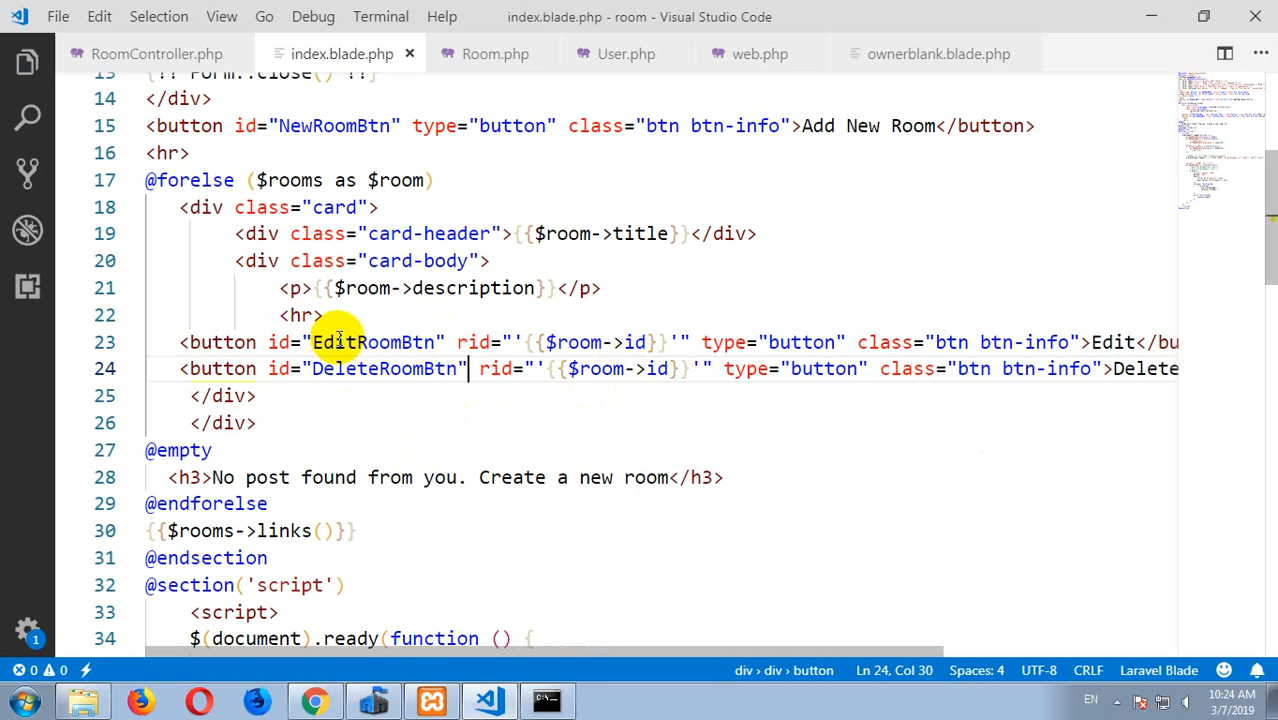 File Edit Selection View Go Debug Terminal Help index.blade.php - room - Visual Studio Code
RoomController.php index.blade.php × Room.php User.php web.php ownerblank.blade.php
13 {!! Form::close() !!}
14 </div>
15 <button id="NewRoomBtn" type="button" class="btn btn-info">Add New Room</button>
16 <hr>
17 @forelse ($rooms as $room)
18 <div class="card">
19 <div class="card-header">{{$room->title}}</div>
20 <div class="card-body">
21 <p>{{$room->description}}</p>
22 <hr>
23 <button id="EditRoomBtn" rid="'{{$room->id}}'" type="button" class="btn btn-info">Edit</bu
24 <button id="DeleteRoomBtn" rid="'{{$room->id}}'" type="button" class="btn btn-info">Delete
25 </div>
26 </div>
27 @empty
28 <h3>No post found from you. Create a new room</h3>
29 @endforelse
30 {{$rooms->links()}}
31 @endsection
32 @section('script')
33 <script>
34 $(document).ready(function () {
0 0 div › div › button Ln 24, Col 30 Spaces: 4 UTF-8 CRLF Laravel Blade
1
EN 10:24 AM
3/7/2019